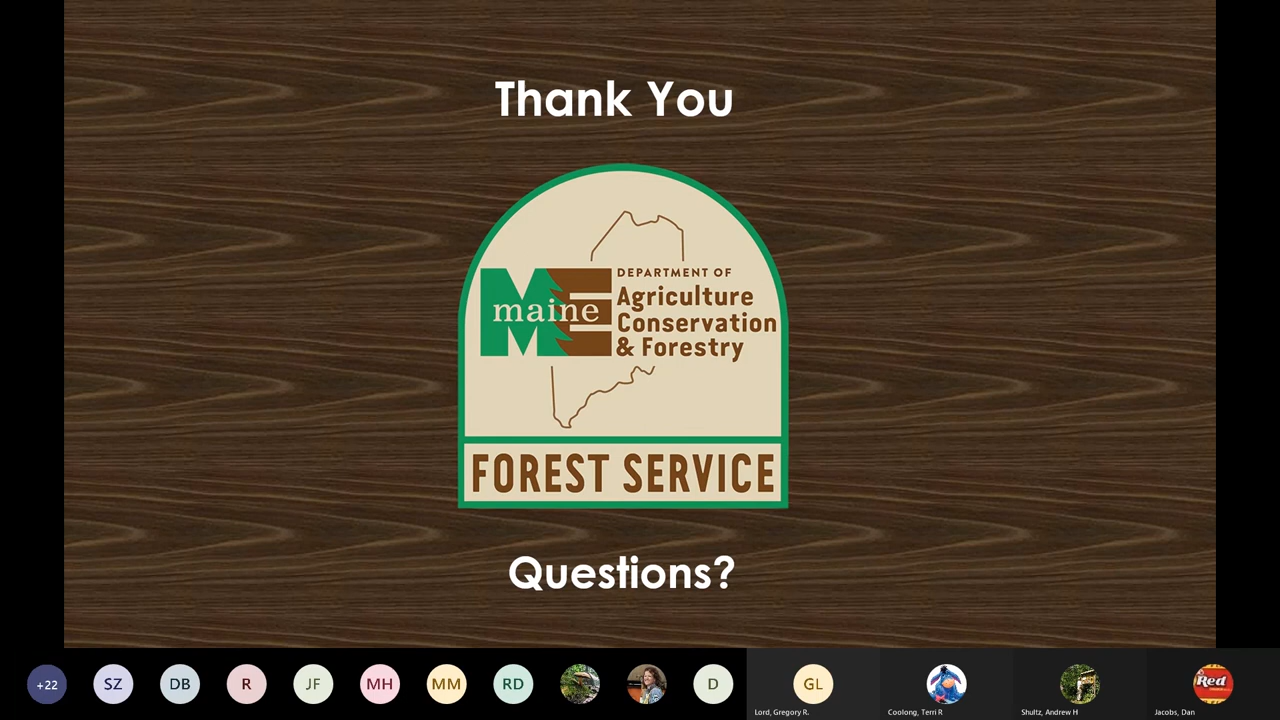 Thank You
DEPARTMENT OF
maine
Agriculture
Conservation
& Forestry
FOREST SERVICE
Questions?
+22
SZ
DB
R
JF
MH
MM
RD
D
GL
Red
Lord, Gregory R.
Coolong, Terri R
Shultz, Andrew H
Jacobs, Dan